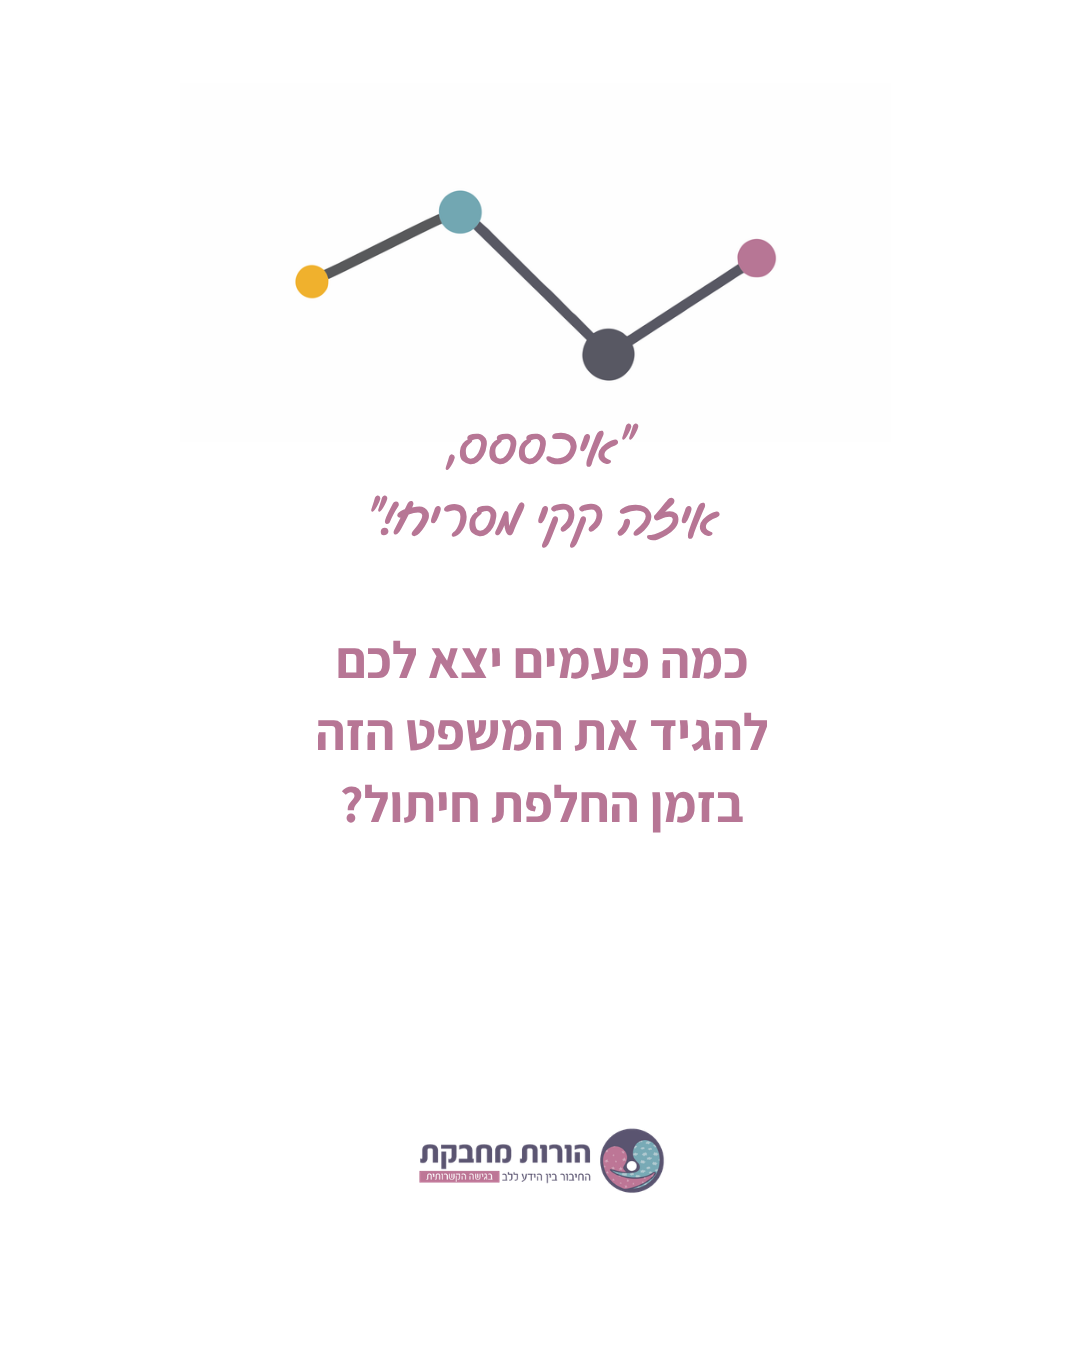 "איכססס,
איזה קקי מסריח!"
כמה פעמים יצא לכם
להגיד את המשפט הזה
בזמן החלפת חיתול?
הורות מחבקת
החיבור בין הידע ללב בגישה הקשרותית